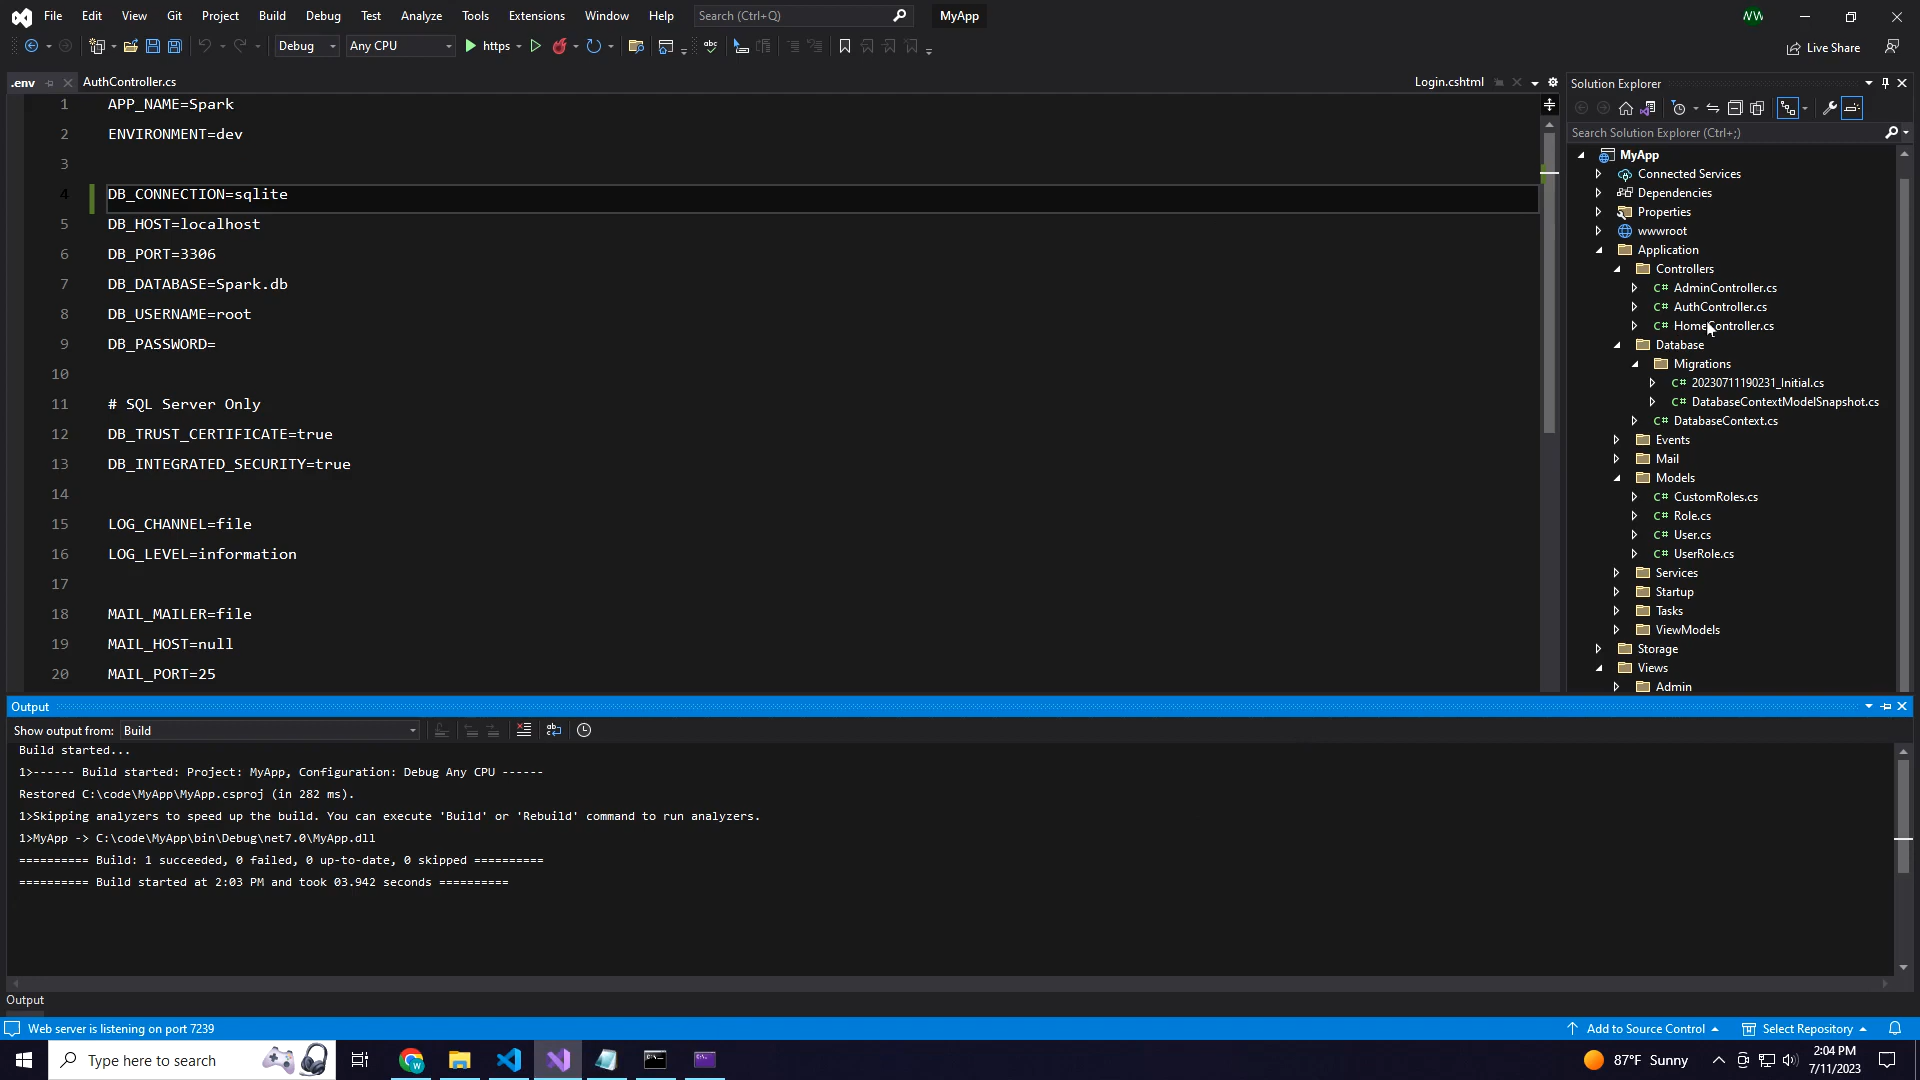 File Edit View Git Project Build Debug Test Analyze Tools Extensions Window Help Search (Ctrl+Q) MyApp WW
Debug Any CPU https Live Share
.env AuthController.cs Login.cshtml
1 APP_NAME=Spark
2 ENVIRONMENT=dev
3
4 DB_CONNECTION=sqlite
5 DB_HOST=localhost
6 DB_PORT=3306
7 DB_DATABASE=Spark.db
8 DB_USERNAME=root
9 DB_PASSWORD=
10
11 # SQL Server Only
12 DB_TRUST_CERTIFICATE=true
13 DB_INTEGRATED_SECURITY=true
14
15 LOG_CHANNEL=file
16 LOG_LEVEL=information
17
18 MAIL_MAILER=file
19 MAIL_HOST=null
20 MAIL_PORT=25
Solution Explorer
Search Solution Explorer (Ctrl+;)
MyApp
Connected Services
Dependencies
Properties
wwwroot
Application
Controllers
C# AdminController.cs
C# AuthController.cs
C# HomeController.cs
Database
Migrations
C# 20230711190231_Initial.cs
C# DatabaseContextModelSnapshot.cs
C# DatabaseContext.cs
Events
Mail
Models
C# CustomRoles.cs
C# Role.cs
C# User.cs
C# UserRole.cs
Services
Startup
Tasks
ViewModels
Storage
Views
Admin
Output
Show output from: Build
Build started...
1>------ Build started: Project: MyApp, Configuration: Debug Any CPU ------
Restored C:\code\MyApp\MyApp.csproj (in 282 ms).
1>Skipping analyzers to speed up the build. You can execute 'Build' or 'Rebuild' command to run analyzers.
1>MyApp -> C:\code\MyApp\bin\Debug\net7.0\MyApp.dll
========== Build: 1 succeeded, 0 failed, 0 up-to-date, 0 skipped ==========
========== Build started at 2:03 PM and took 03.942 seconds ==========
Output
Web server is listening on port 7239 Add to Source Control Select Repository
Type here to search 87°F Sunny 2:04 PM
7/11/2023